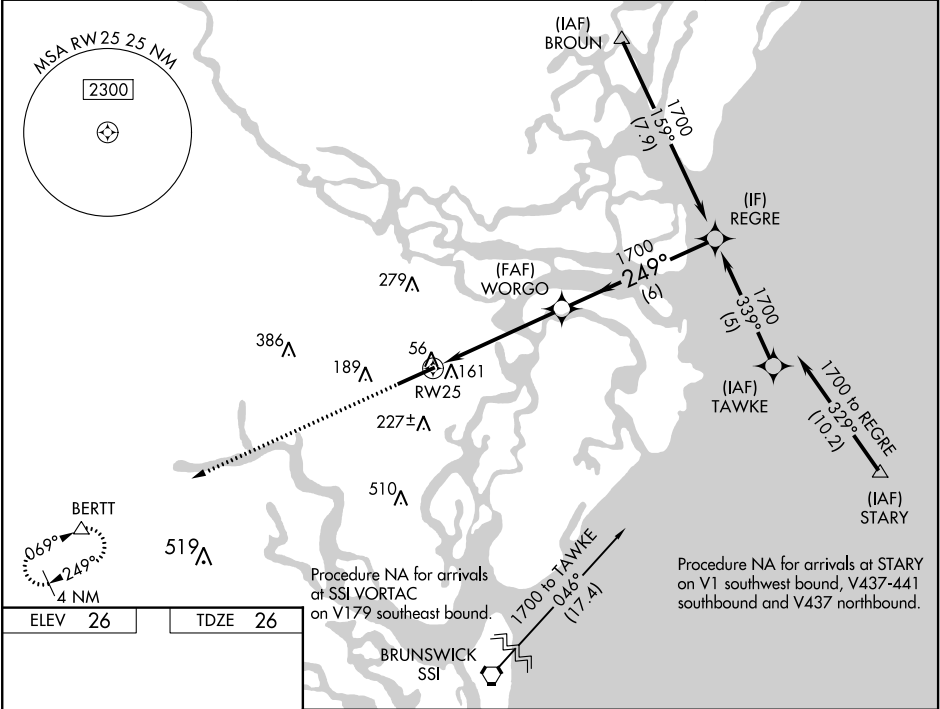 MSA RW25 25 NM
2300
(IAF)
BROUN
1700
159°
(7.9)
(IF)
REGRE
1700
249°
(6)
(FAF)
WORGO
1700
339°
(5)
(IAF)
TAWKE
1700 to REGRE
329°
(10.2)
(IAF)
STARY
279
386
189
56
161
RW25
227±
510
519
BERTT
069°
249°
4 NM
Procedure NA for arrivals
at SSI VORTAC
on V179 southeast bound.
1700 to TAWKE
046°
(17.4)
Procedure NA for arrivals at STARY
on V1 southwest bound, V437-441
southbound and V437 northbound.
BRUNSWICK
SSI
ELEV 26
TDZE 26